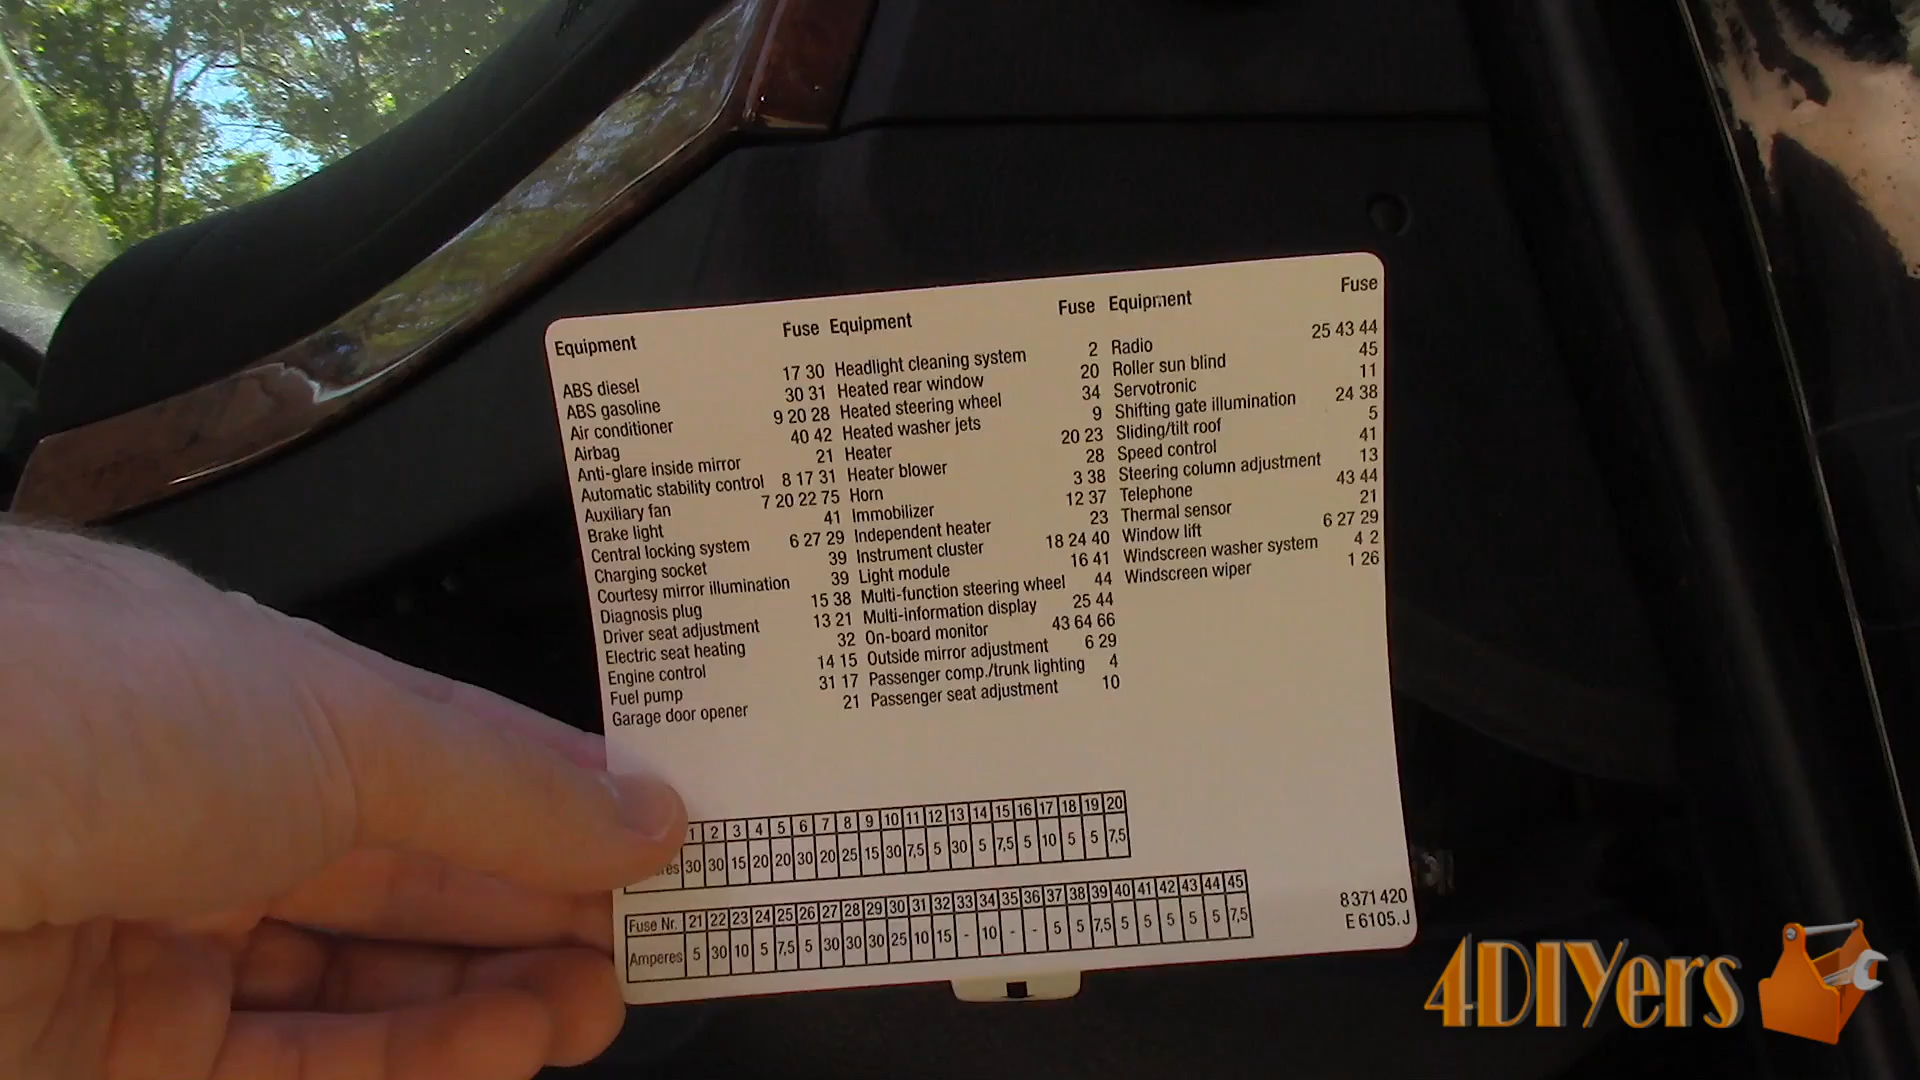 Equipment Fuse Equipment Fuse Equipment Fuse
ABS diesel 17 30 Headlight cleaning system 2 Radio 25 43 44
ABS gasoline 30 31 Heated rear window 20 Roller sun blind 45
Air conditioner 9 20 28 Heated steering wheel 34 Servotronic 11
Airbag 40 42 Heated washer jets 9 Shifting gate illumination 24 38
Anti-glare inside mirror 21 Heater 20 23 Sliding/tilt roof 5
Automatic stability control 8 17 31 Heater blower 28 Speed control 41
Auxiliary fan 7 20 22 75 Horn 3 38 Steering column adjustment 13
Brake light 41 Immobilizer 12 37 Telephone 43 44
Central locking system 6 27 29 Independent heater 23 Thermal sensor 21
Charging socket 39 Instrument cluster 18 24 40 Window lift 6 27 29
Courtesy mirror illumination 39 Light module 16 41 Windscreen washer system 4 2
Diagnosis plug 15 38 Multi-function steering wheel 44 Windscreen wiper 1 26
Driver seat adjustment 13 21 Multi-information display 25 44
Electric seat heating 32 On-board monitor 43 64 66
Engine control 14 15 Outside mirror adjustment 6 29
Fuel pump 31 17 Passenger comp./trunk lighting 4
Garage door opener 21 Passenger seat adjustment 10
1 2 3 4 5 6 7 8 9 10 11 12 13 14 15 16 17 18 19 20
30 30 15 20 20 30 20 25 15 30 7,5 5 30 5 7,5 5 10 5 5 7,5
Fuse Nr. 21 22 23 24 25 26 27 28 29 30 31 32 33 34 35 36 37 38 39 40 41 42 43 44 45
Amperes 5 30 10 5 7,5 5 30 30 30 25 10 15 - 10 - - 5 5 7,5 5 5 5 5 5 7,5
8 371 420
E 6105.J
4DIYers